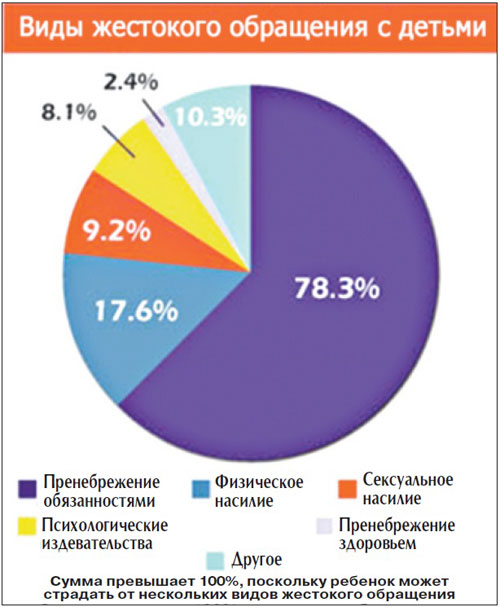 Виды жестокого обращения с детьми
2.4%
8.1%
10.3%
9.2%
17.6%
78.3%
Пренебрежение обязанностями
Физическое насилие
Сексуальное насилие
Психологические издевательства
Пренебрежение здоровьем
Другое
Сумма превышает 100%, поскольку ребенок может
страдать от нескольких видов жестокого обращения